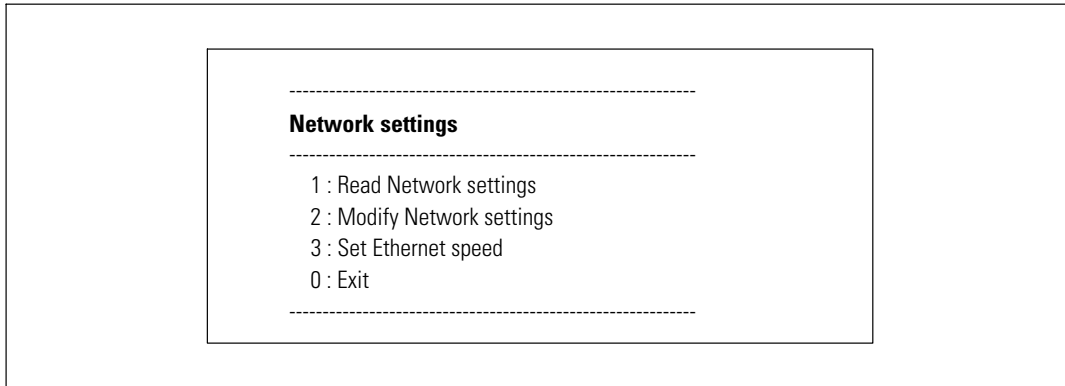 ------------------------------------------------------------
Network settings
------------------------------------------------------------
1 : Read Network settings
2 : Modify Network settings
3 : Set Ethernet speed
0 : Exit
------------------------------------------------------------